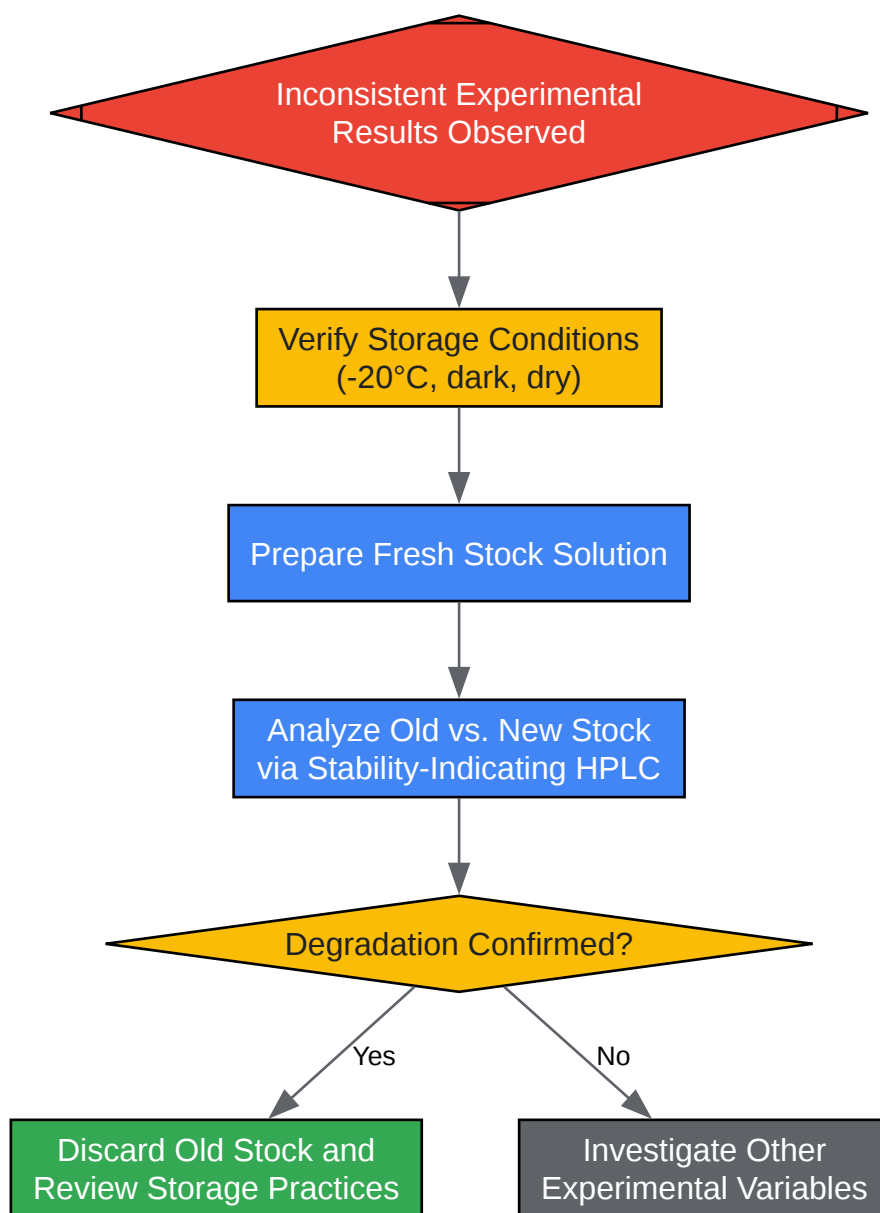 Inconsistent Experimental
Results Observed
Verify Storage Conditions
(-20°C, dark, dry)
Prepare Fresh Stock Solution
Analyze Old vs. New Stock
via Stability-Indicating HPLC
Degradation Confirmed?
Yes
No
Discard Old Stock and
Review Storage Practices
Investigate Other
Experimental Variables